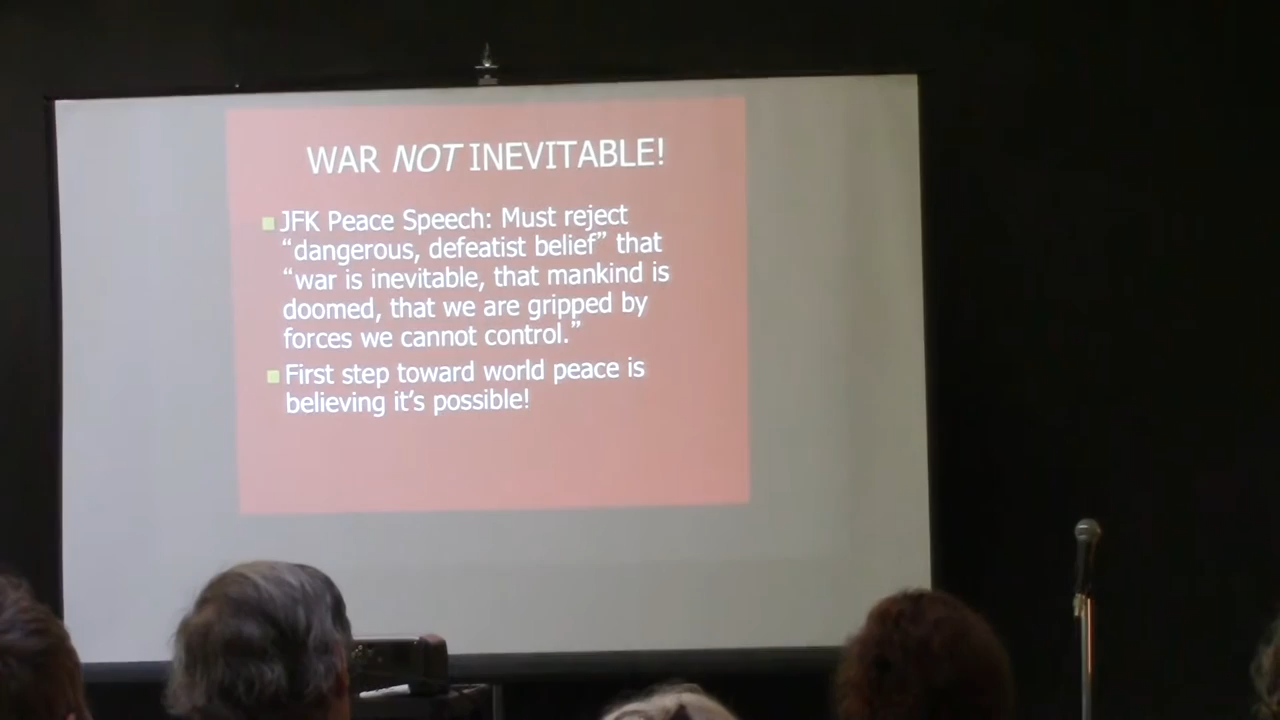 WAR NOT INEVITABLE!
JFK Peace Speech: Must reject
“dangerous, defeatist belief” that
“war is inevitable, that mankind is
doomed, that we are gripped by
forces we cannot control.”
First step toward world peace is
believing it’s possible!